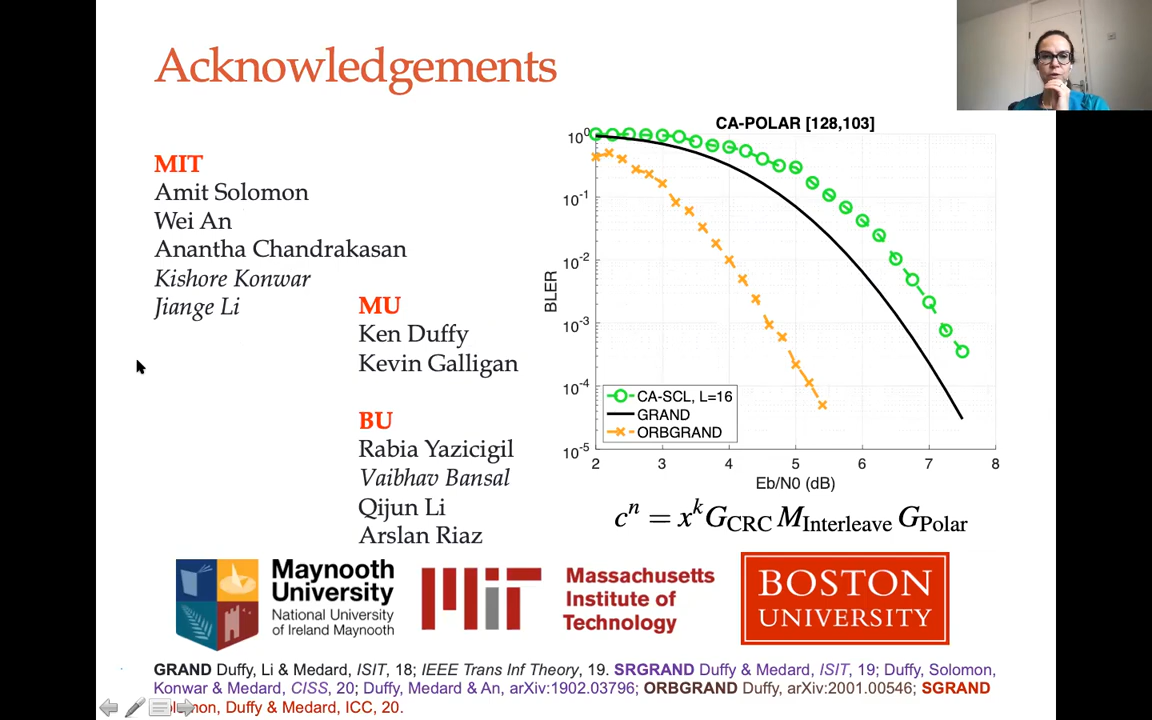 Acknowledgements
MIT
Amit Solomon
Wei An
Anantha Chandrakasan
Kishore Konwar
Jiange Li
MU
Ken Duffy
Kevin Galligan
BU
Rabia Yazicigil
Vaibhav Bansal
Qijun Li
Arslan Riaz
CA-POLAR [128,103]
10⁰
10⁻¹
10⁻²
10⁻³
10⁻⁴
10⁻⁵
BLER
CA-SCL, L=16
GRAND
ORBGRAND
2 3 4 5 6 7 8
Eb/N0 (dB)
cⁿ = xᵏ G_CRC M_Interleave G_Polar
Maynooth
University
National University
of Ireland Maynooth
MIT
Massachusetts
Institute of
Technology
BOSTON
UNIVERSITY
GRAND Duffy, Li & Medard, ISIT, 18; IEEE Trans Inf Theory, 19. SRGRAND Duffy & Medard, ISIT, 19; Duffy, Solomon,
Konwar & Medard, CISS, 20; Duffy, Medard & An, arXiv:1902.03796; ORBGRAND Duffy, arXiv:2001.00546; SGRAND
Duffy & Medard, ICC, 20.